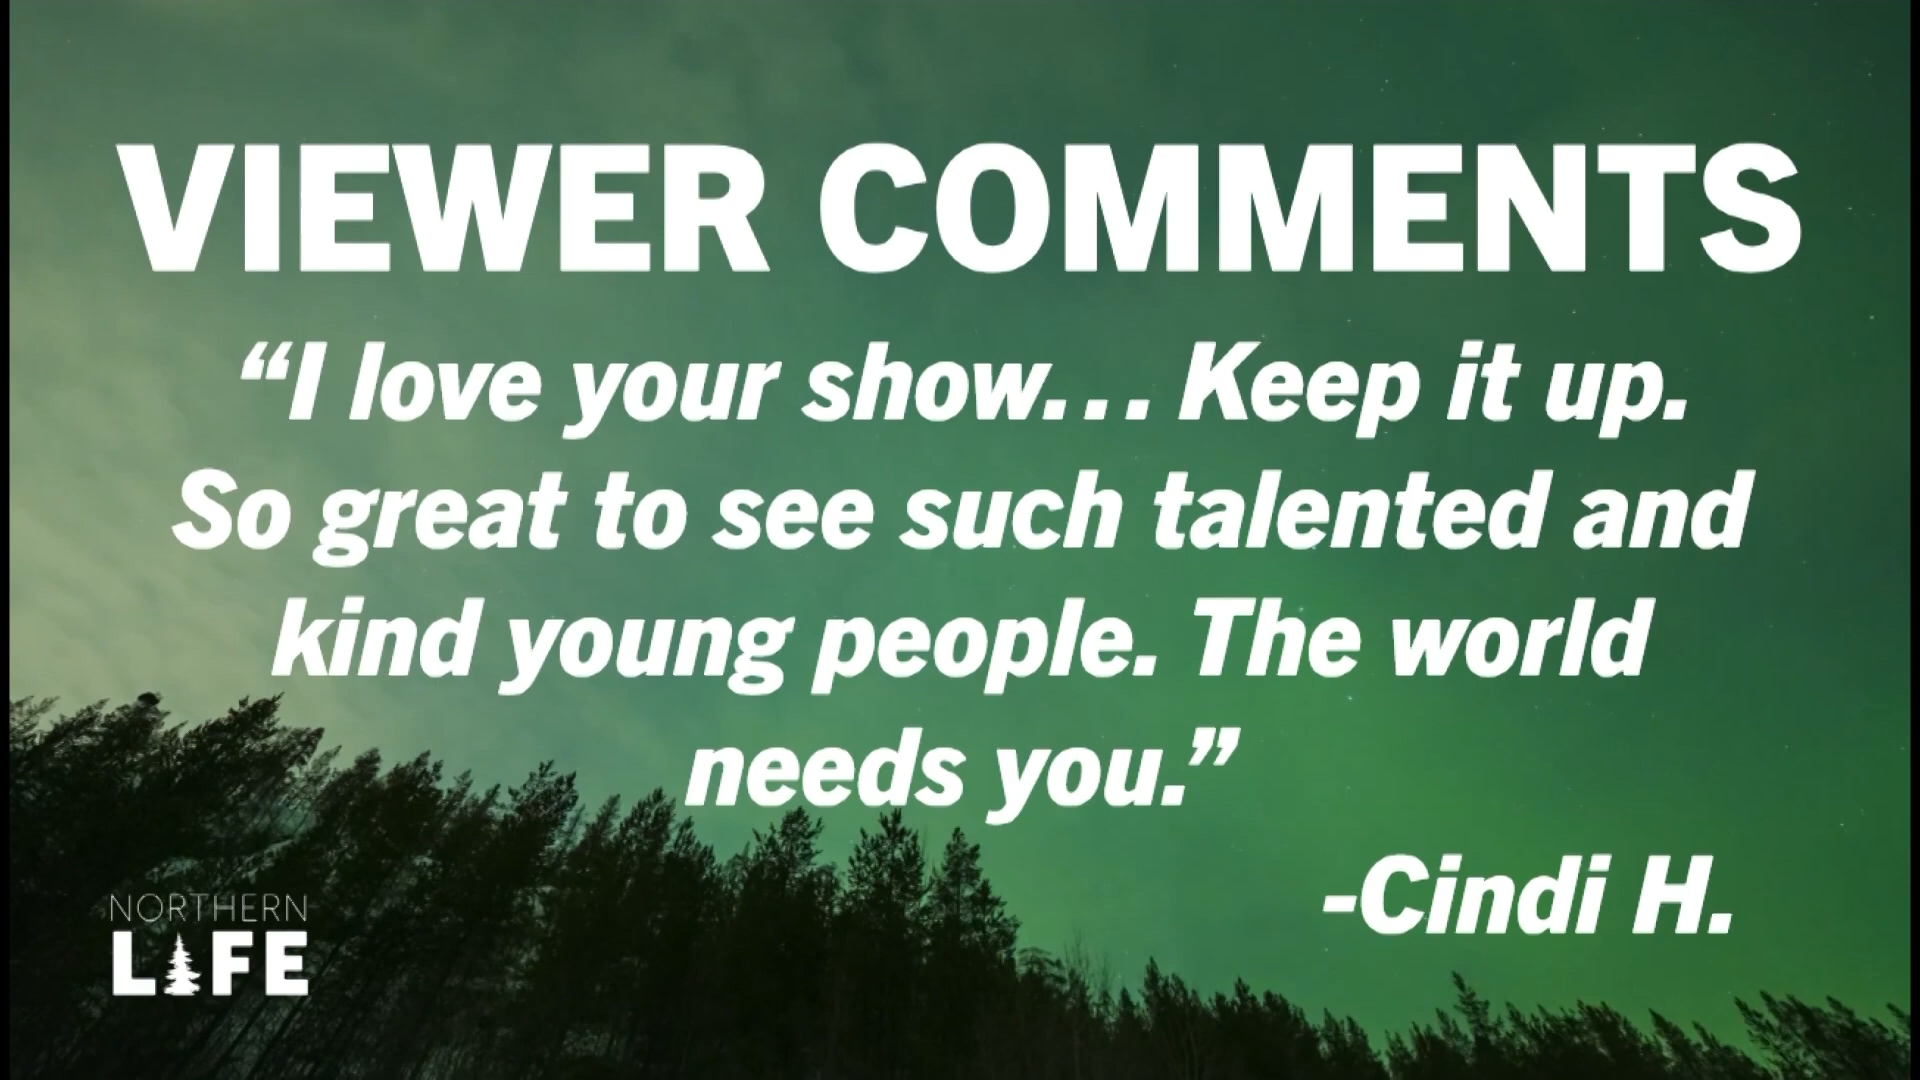 VIEWER COMMENTS
“I love your show... Keep it up.
So great to see such talented and
kind young people. The world
needs you.”
-Cindi H.
NORTHERN
LIFE